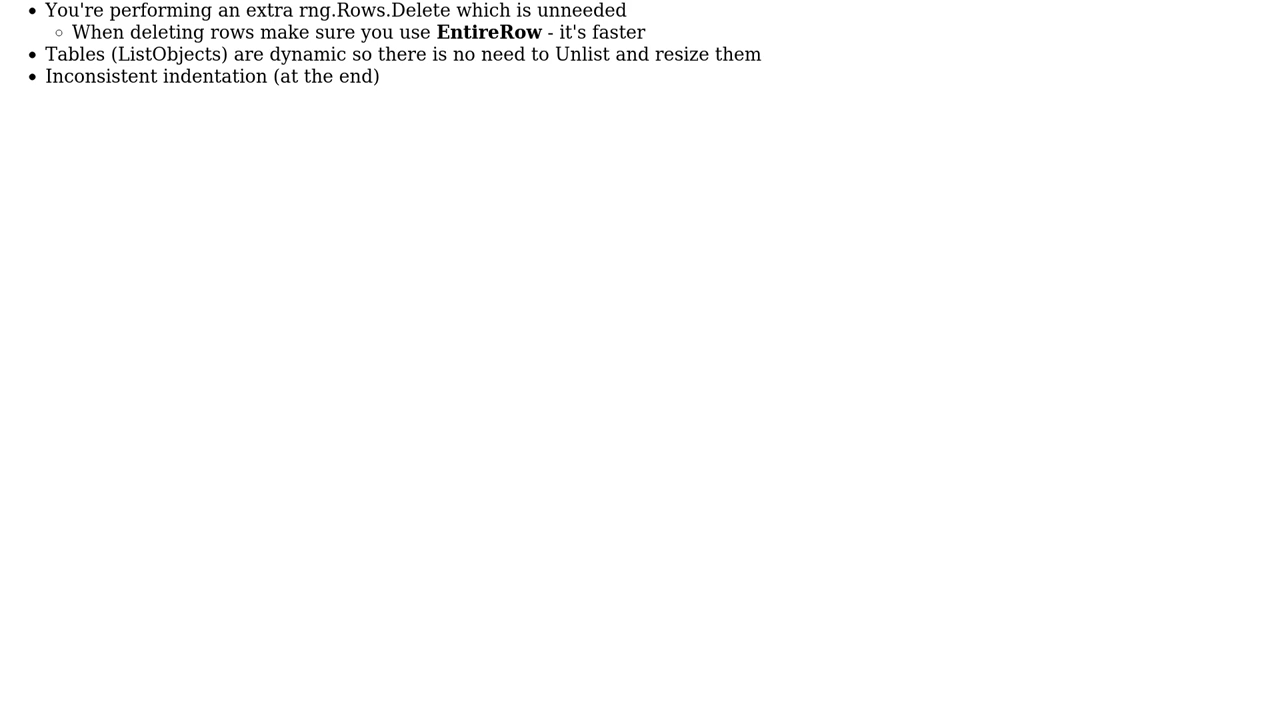 You're performing an extra rng.Rows.Delete which is unneeded
When deleting rows make sure you use EntireRow - it's faster
Tables (ListObjects) are dynamic so there is no need to Unlist and resize them
Inconsistent indentation (at the end)